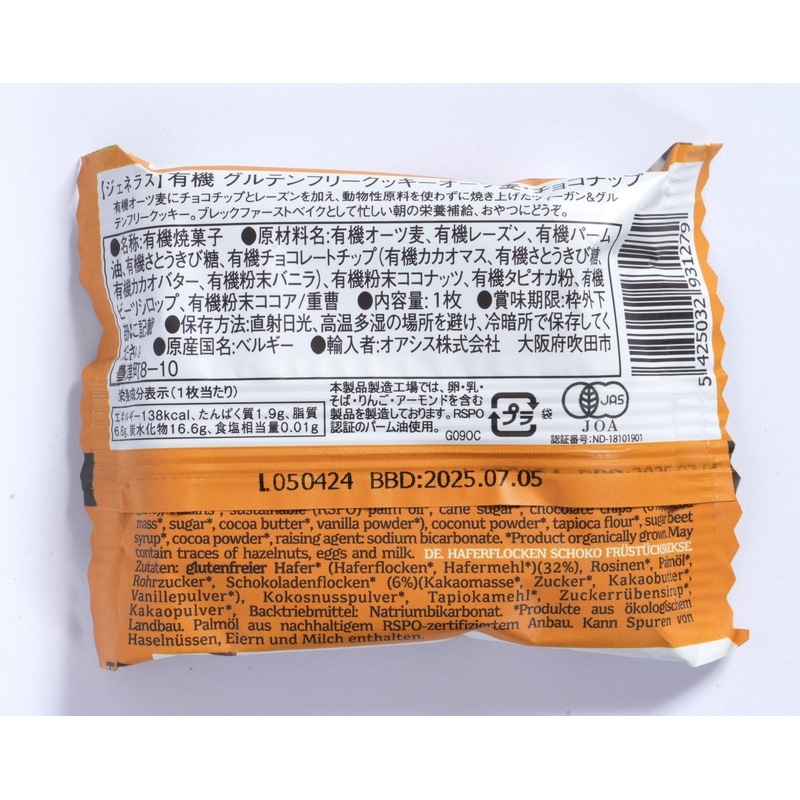 【ジェネラス】有機 グルテンフリークッキーオーツ麦・チョコナップ
有機オーツ麦にチョコチップとレーズンを加え、動物性原料を使わずに焼き上げたヴィーガン&グル
テンフリークッキー。ブレックファーストベイクとして忙しい朝の栄養補給、おやつにどうぞ。
●名称:有機焼菓子 ●原材料名:有機オーツ麦、有機レーズン、有機パーム
油、有機さとうきび糖、有機チョコレートチップ(有機カカオマス、有機さとうきび糖、
有機カカオバター、有機粉末バニラ)、有機粉末ココナッツ、有機タピオカ粉、有機
ビーツシロップ、有機粉末ココア/重曹 ●内容量:1枚 ●賞味期限:枠外下
部に記載 ●保存方法:直射日光、高温多湿の場所を避け、冷暗所で保存してく
ださい ●原産国名:ベルギー ●輸入者:オアシス株式会社 大阪府吹田市
豊津町8-10
栄養成分表示(1枚当たり)
エネルギー138kcal、たんぱく質1.9g、脂質
6.8g、炭水化物16.6g、食塩相当量0.01g
本製品製造工場では、卵・乳・
そば・りんご・アーモンドを含む
製品を製造しております。RSPO
認証のパーム油使用。
G090C
プラ 袋
JAS
JOA
認証番号:ND-18101901
5 425032 931279
L050424 BBD:2025.07.05
raisins*, sustainable (RSPO) palm oil*, cane sugar*, chocolate chips* (6%)
mass*, sugar*, cocoa butter*, vanilla powder*), coconut powder*, tapioca flour*, sugar beet
syrup*, cocoa powder*, raising agent: sodium bicarbonate. *Product organically grown. May
contain traces of hazelnuts, eggs and milk. DE. HAFERFLOCKEN SCHOKO FRÜSTÜCKSKEKSE
Zutaten: glutenfreier Hafer* (Haferflocken*, Hafermehl*)(32%), Rosinen*, Palmöl*,
Rohrzucker*, Schokoladenflocken* (6%)(Kakaomasse*, Zucker*, Kakaobutter*,
Vanillepulver*), Kokosnusspulver*, Tapiokamehl*, Zuckerrübensirup*,
Kakaopulver*, Backtriebmittel: Natriumbikarbonat. *Produkte aus ökologischem
Landbau. Palmöl aus nachhaltigem RSPO-zertifiziertem Anbau. Kann Spuren von
Haselnüssen, Eiern und Milch enthalten.